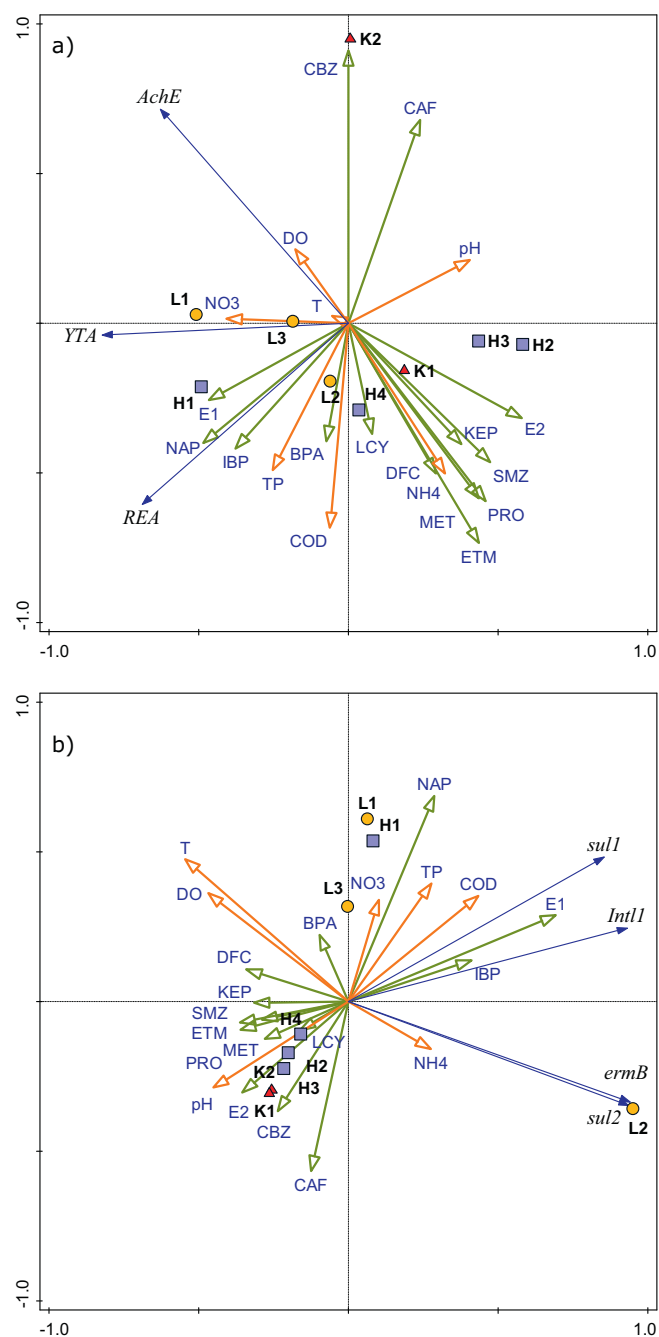 1.0
a)
K2
CBZ
CAF
AchE
DO
pH
L1
NO3
T
YTA
L3
H3
H2
K1
H1
L2
H4
E1
E2
NAP
IBP
BPA
LCY
KEP
TP
DFC
SMZ
NH4
REA
MET
PRO
COD
ETM
-1.0
-1.0
1.0
1.0
b)
NAP
L1
H1
T
sul1
L3
NO3
TP
COD
DO
BPA
E1
Intl1
DFC
IBP
KEP
SMZ
H4
ETM
LCY
MET
H2
NH4
PRO
K2
ermB
pH
H3
E2
K1
sul2
CBZ
L2
CAF
-1.0
-1.0
1.0